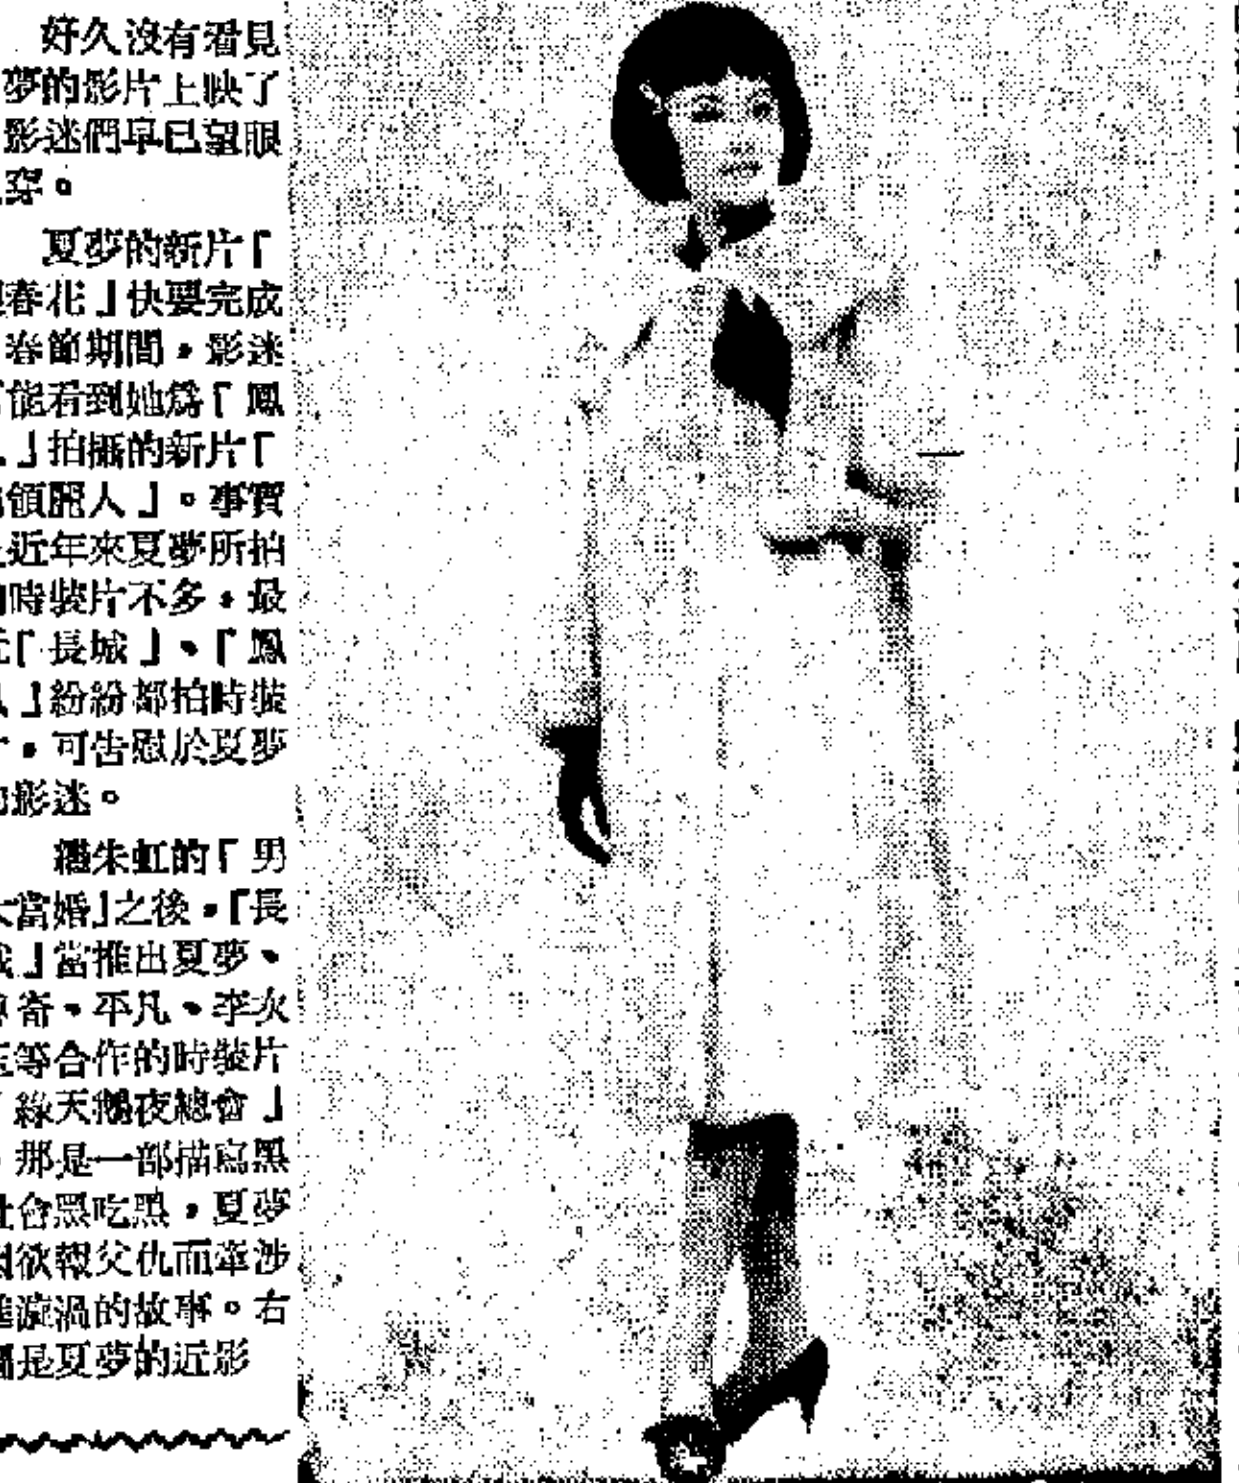 好久沒有看見
夢的影片上映了
影迷們早已望眼
穿。
夏夢的新片「
春花」快要完成
春節期間，影迷
能看到她爲「鳳
」拍攝的新片「
領麗人」。事實
近年來夏夢所拍
時裝片不多，最
「長城」、「鳳
」紛紛都拍時裝
，可告慰於夏夢
影迷。
繼朱虹的「男
大當婚」之後，「長
」當推出夏夢、
奇、平凡、李次
玉等合作的時裝片
綠天鵝夜總會」
那是一部描寫黑
社會黑吃黑，夏夢
因欲報父仇而牽涉
進漩渦的故事。右
圖是夏夢的近影